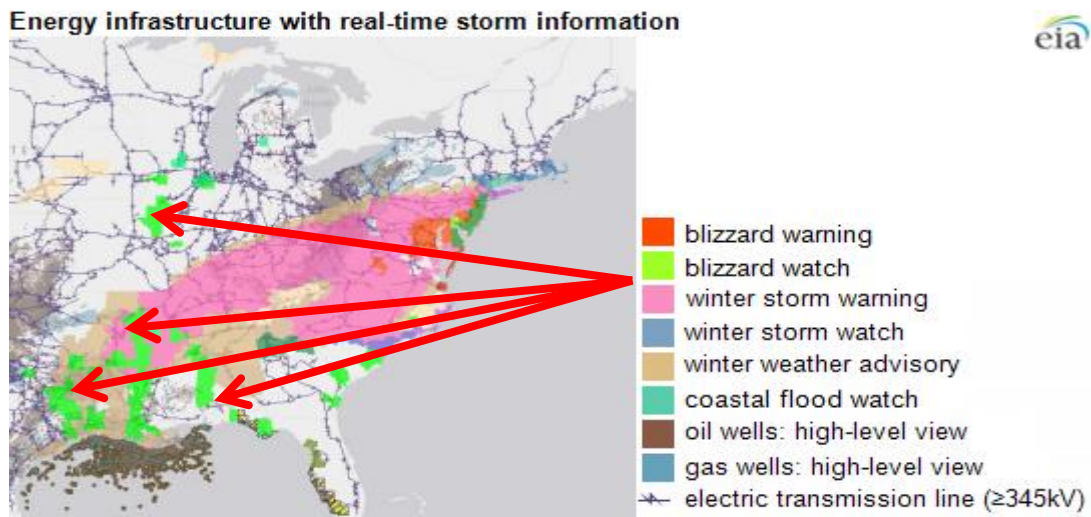 Energy infrastructure with real-time storm information
eia
blizzard warning
blizzard watch
winter storm warning
winter storm watch
winter weather advisory
coastal flood watch
oil wells: high-level view
gas wells: high-level view
electric transmission line (≥345kV)